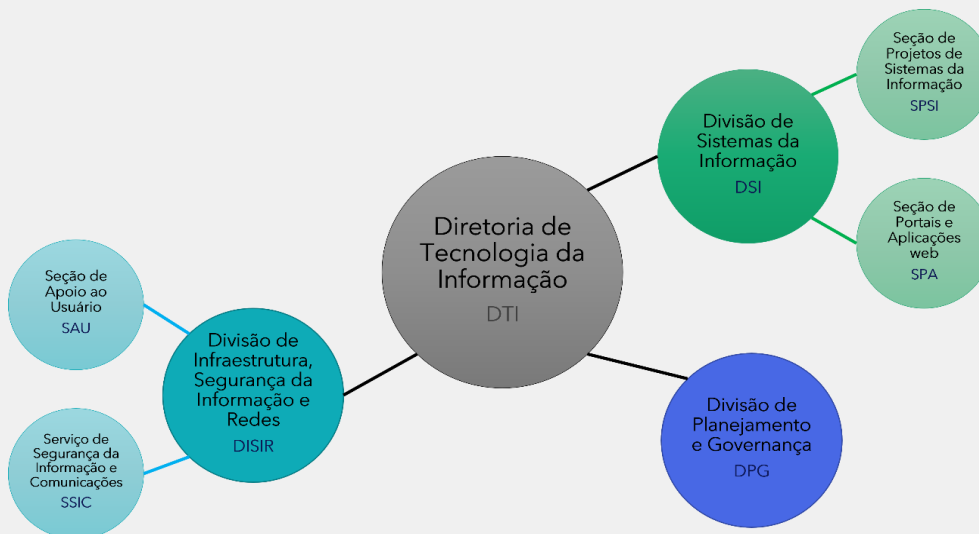 Seção de
Projetos de
Sistemas da
Informação
SPSI
Divisão de
Sistemas da
Informação
DSI
Seção de
Portais e
Aplicações
web
SPA
Diretoria de
Tecnologia da
Informação
DTI
Seção de
Apoio ao
Usuário
SAU
Divisão de
Infraestrutura,
Segurança da
Informação e
Redes
DISIR
Serviço de
Segurança da
Informação e
Comunicações
SSIC
Divisão de
Planejamento
e Governança
DPG